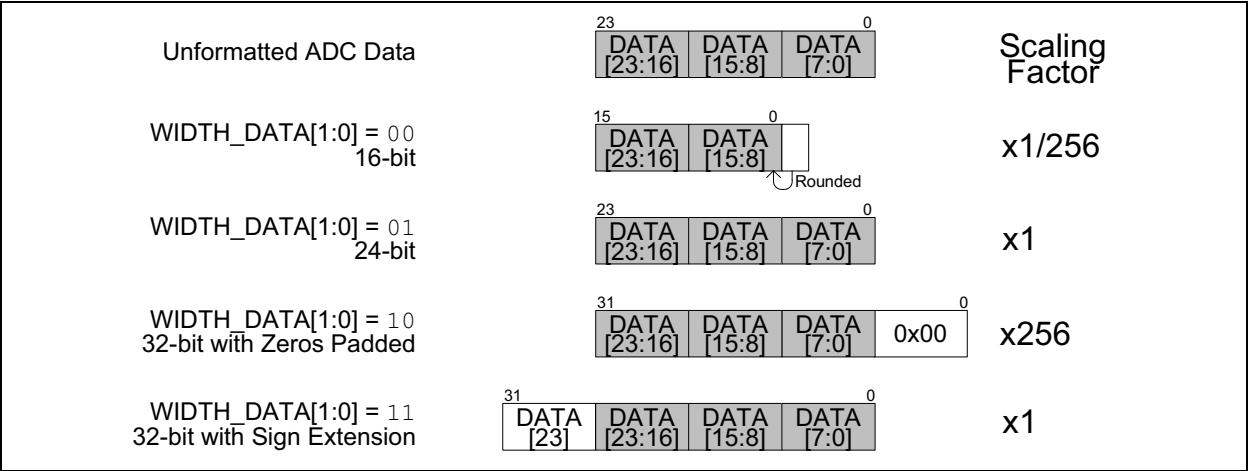 23 0
Unformatted ADC Data DATA DATA DATA Scaling
[23:16] [15:8] [7:0] Factor
15 0
WIDTH_DATA[1:0] = 00 DATA DATA x1/256
16-bit [23:16] [15:8]
Rounded
23 0
WIDTH_DATA[1:0] = 01 DATA DATA DATA x1
24-bit [23:16] [15:8] [7:0]
31 0
WIDTH_DATA[1:0] = 10 DATA DATA DATA 0x00 x256
32-bit with Zeros Padded [23:16] [15:8] [7:0]
31 0
WIDTH_DATA[1:0] = 11 DATA DATA DATA DATA x1
32-bit with Sign Extension [23] [23:16] [15:8] [7:0]